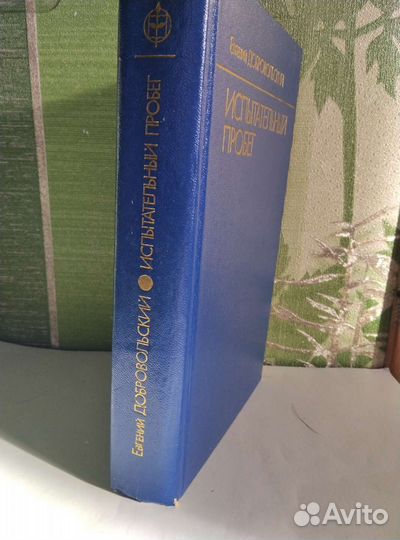 Евгений ДОБРОВОЛЬСКИЙ ИСПЫТАТЕЛЬНЫЙ ПРОБЕГ
Евгений ДОБРОВОЛЬСКИЙ
ИСПЫТАТЕЛЬНЫЙ
ПРОБЕГ
Avito